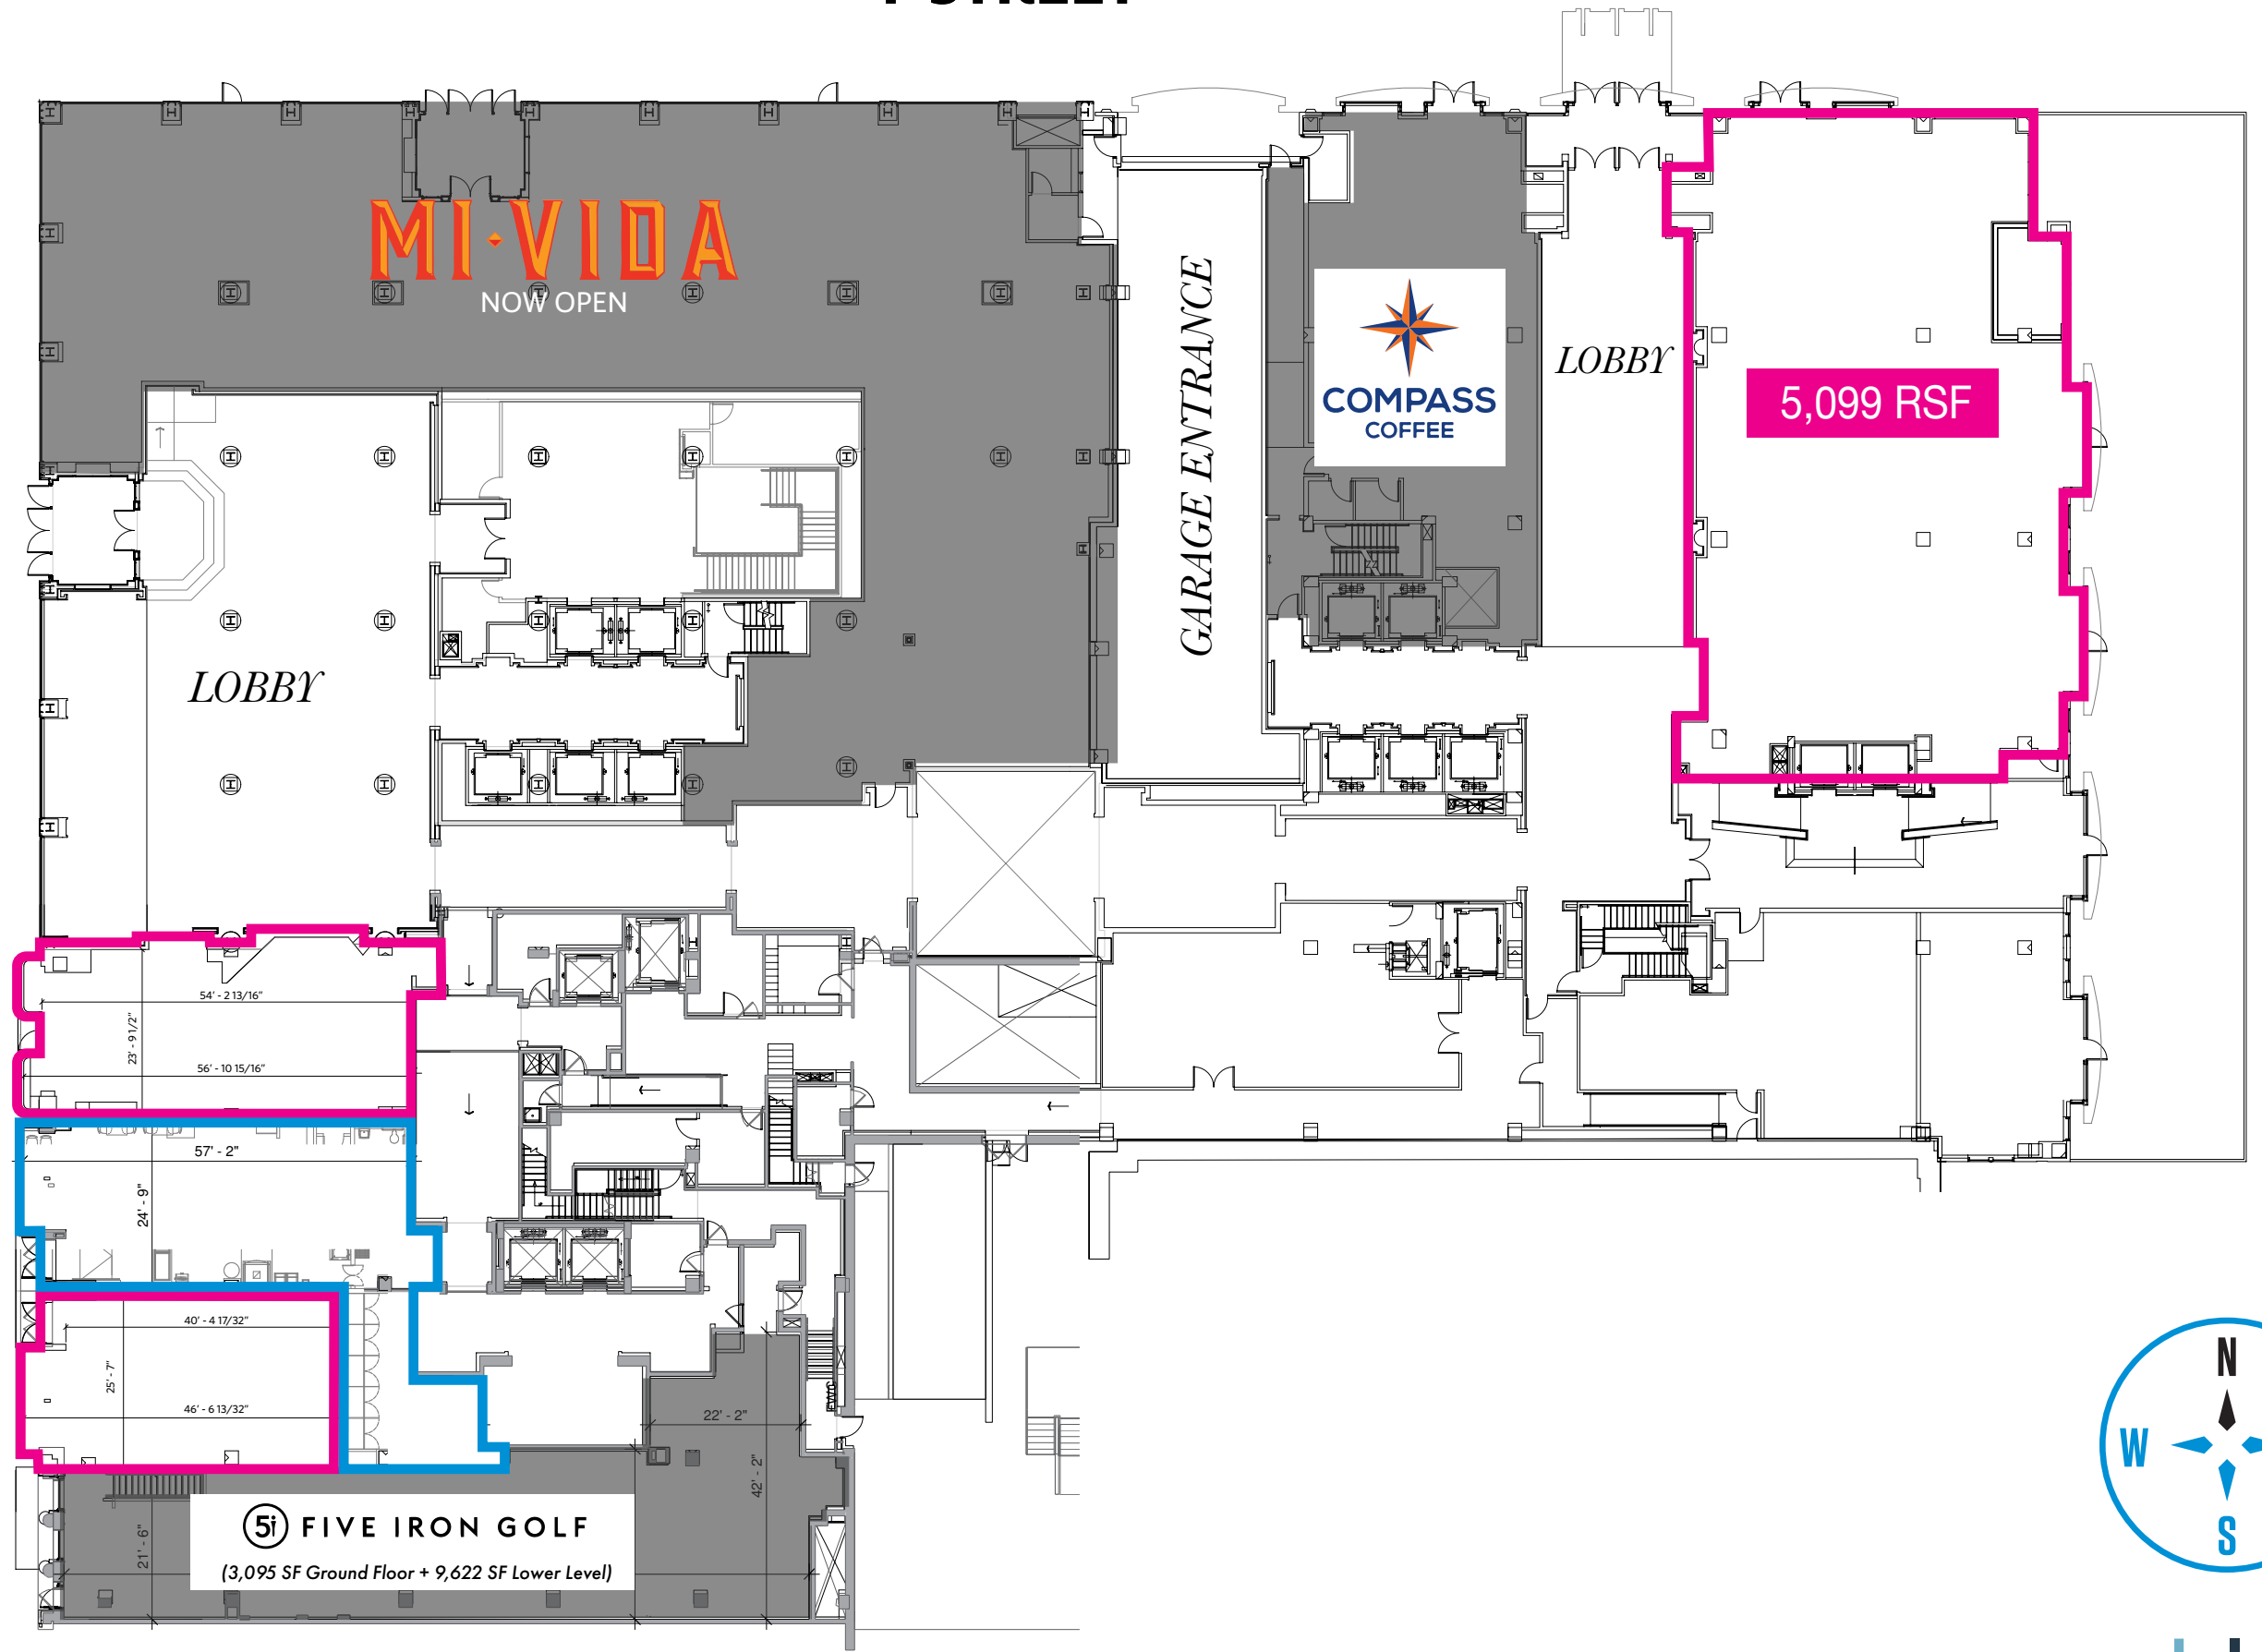 MI·VIDA
NOW OPEN
GARAGE ENTRANCE
COMPASS
COFFEE
LOBBY
5,099 RSF
LOBBY
54' - 2 13/16"
23' - 9 1/2"
56' - 10 15/16"
57' - 2"
24' - 9"
40' - 4 17/32"
25' - 7"
46' - 6 13/32"
22' - 2"
42' - 2"
21' - 6"
5i FIVE IRON GOLF
(3,095 SF Ground Floor + 9,622 SF Lower Level)
N
W
S